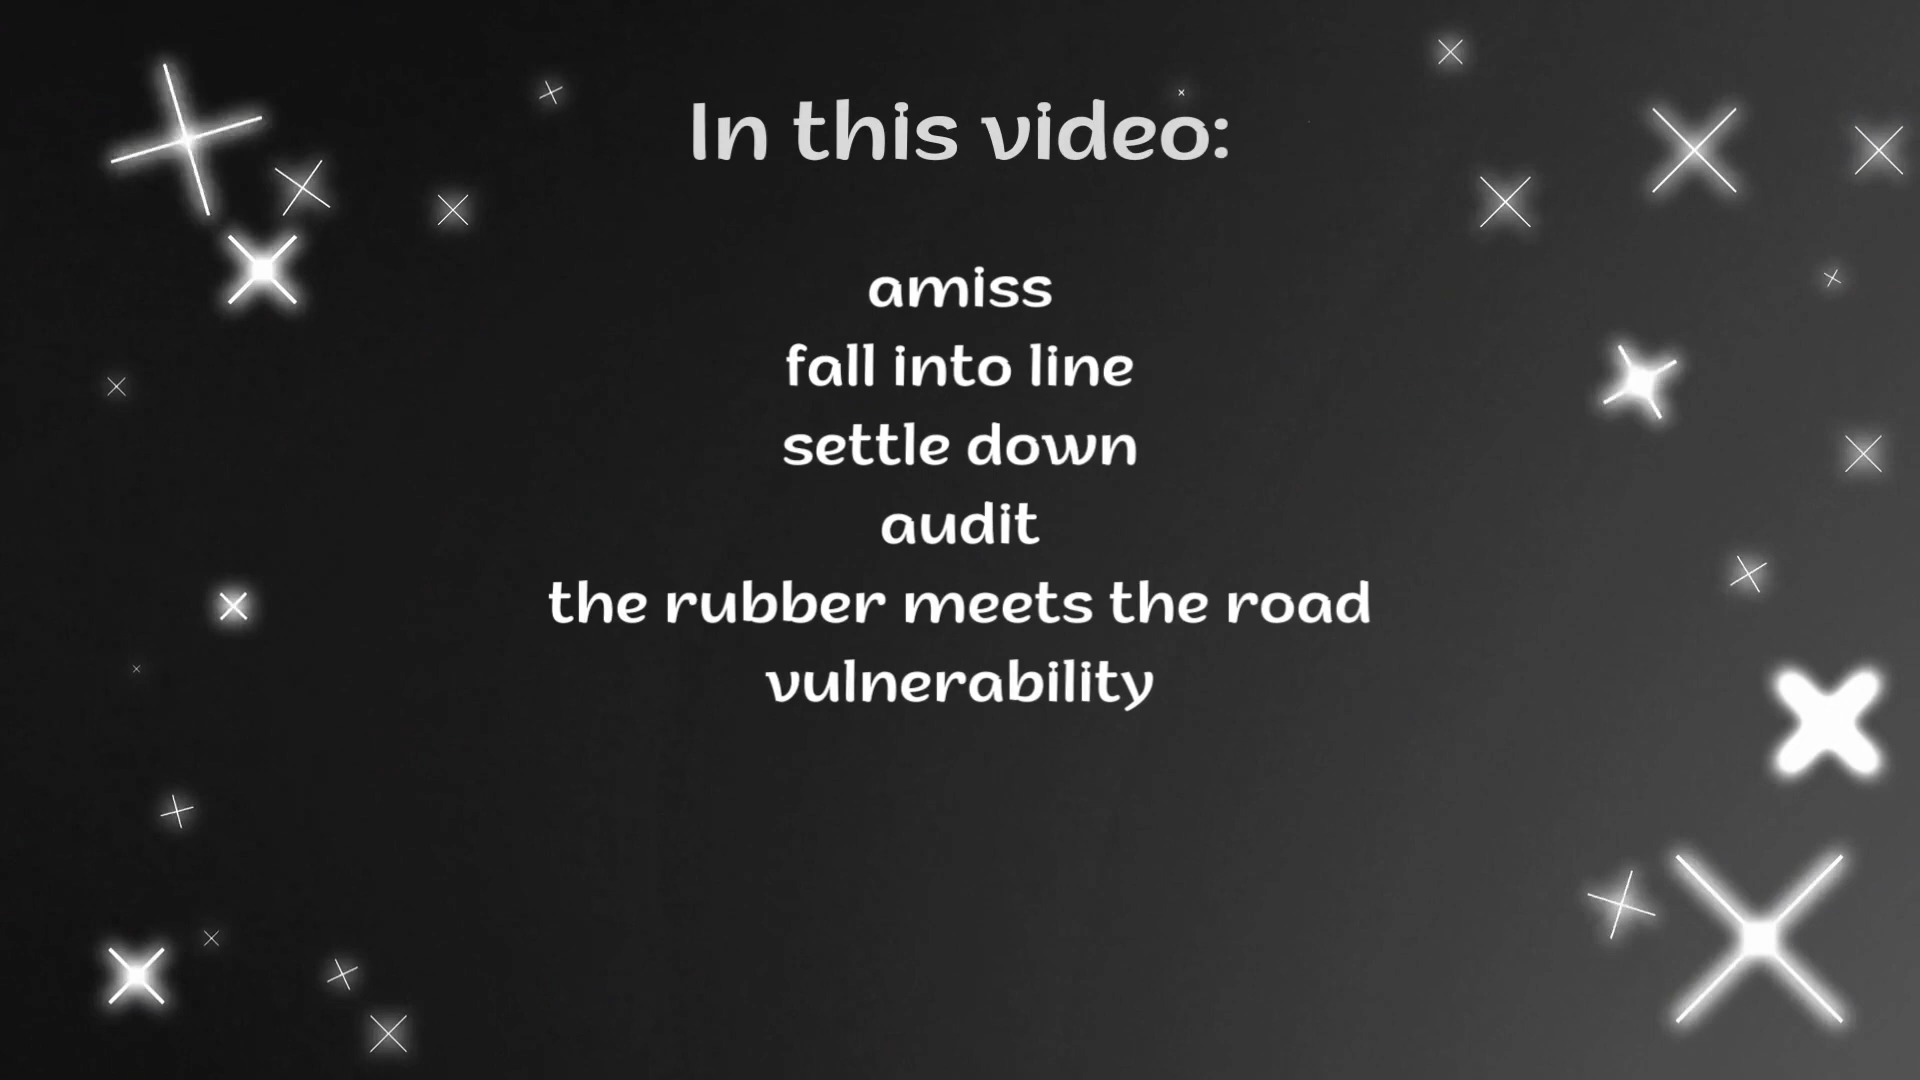 In this video:
amiss
fall into line
settle down
audit
the rubber meets the road
vulnerability